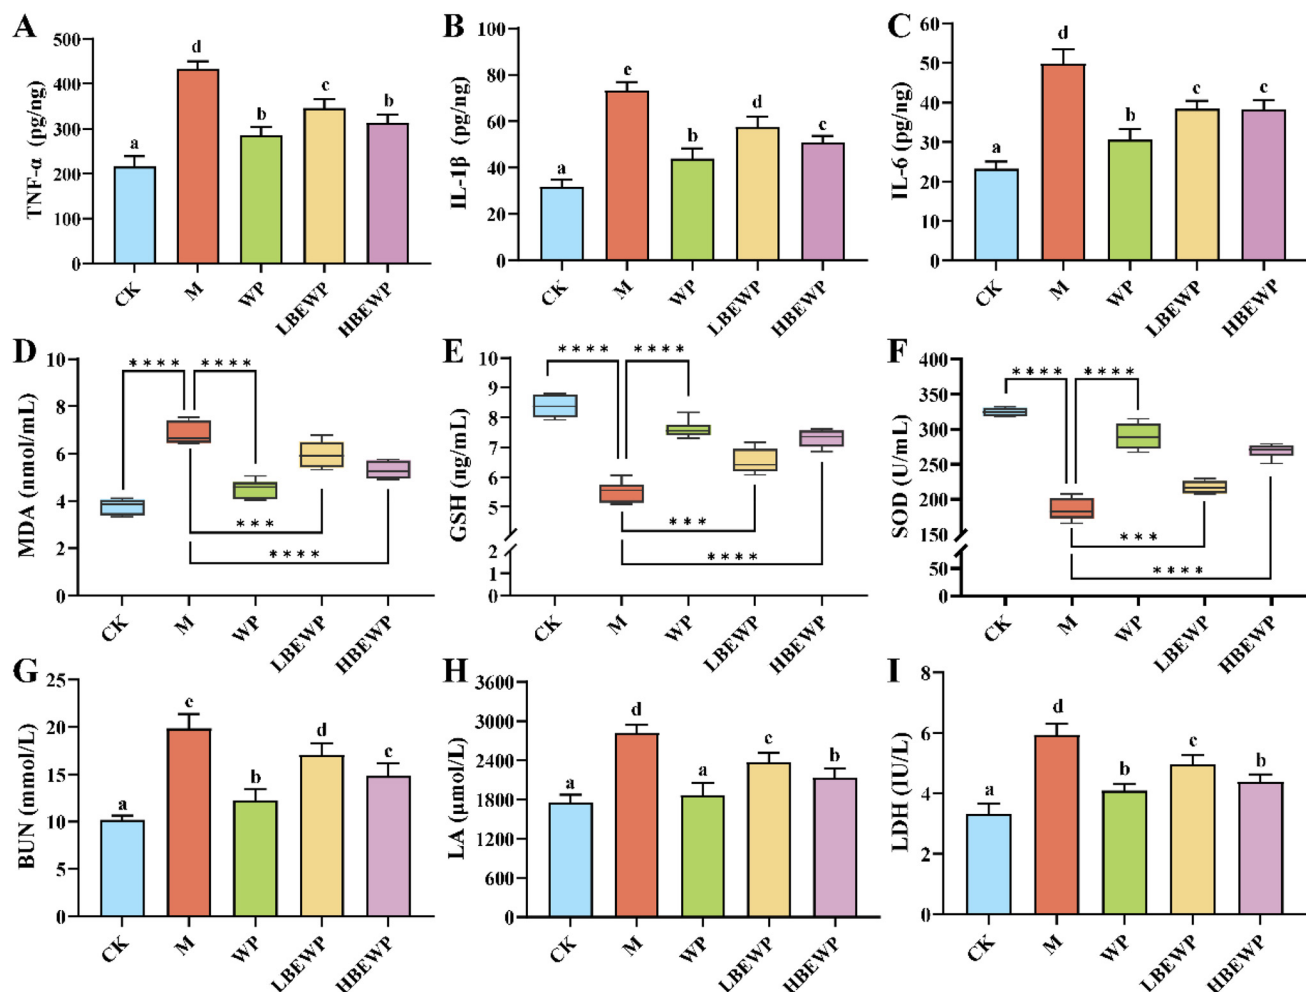 A
TNF-α (pg/ng)
500
400
300
200
100
0
a
d
b
c
b
CK
M
WP
LBEWP
HBEWP
B
IL-1β (pg/ng)
100
80
60
40
20
0
a
e
b
d
c
CK
M
WP
LBEWP
HBEWP
C
IL-6 (pg/ng)
60
50
40
30
20
10
0
a
d
b
c
c
CK
M
WP
LBEWP
HBEWP
D
MDA (nmol/mL)
10
8
6
4
2
0
****
****
***
****
CK
M
WP
LBEWP
HBEWP
E
GSH (ng/mL)
10
9
8
7
6
5
2
1
0
****
****
***
****
CK
M
WP
LBEWP
HBEWP
F
SOD (U/mL)
400
350
300
250
200
150
50
0
****
****
***
****
CK
M
WP
LBEWP
HBEWP
G
BUN (mmol/L)
25
20
15
10
5
0
a
c
b
d
c
CK
M
WP
LBEWP
HBEWP
H
LA (μmol/L)
3600
3000
2400
1800
1200
600
0
a
d
a
c
b
CK
M
WP
LBEWP
HBEWP
I
LDH (IU/L)
8
6
4
2
0
a
d
b
c
b
CK
M
WP
LBEWP
HBEWP